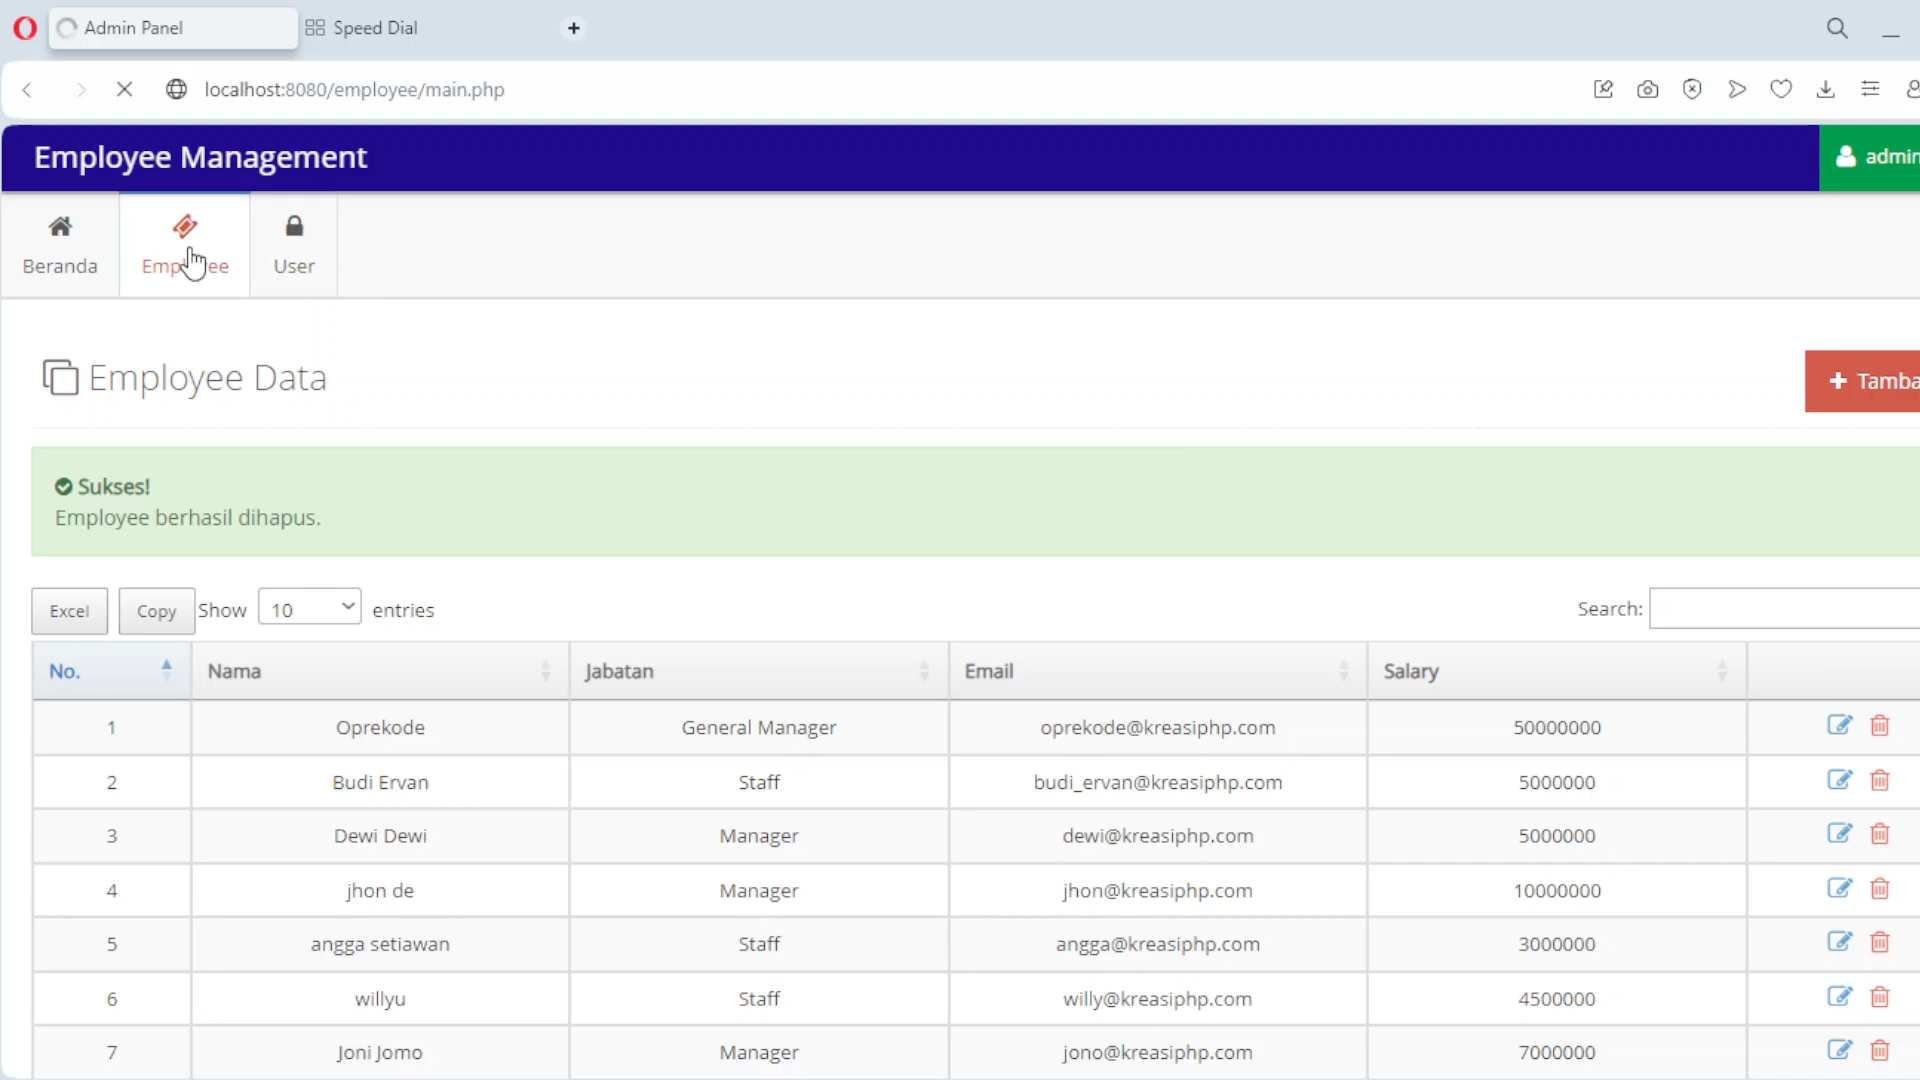 Admin Panel
Speed Dial
localhost:8080/employee/main.php
Employee Management
admin
Beranda
User
Employee Data
Tamba
Sukses!
Employee berhasil dihapus.
Excel Copy Show 10 entries
Search:
No. Nama Jabatan Email Salary
1 Oprekode General Manager oprekode@kreasiphp.com 50000000
2 Budi Ervan Staff budi_ervan@kreasiphp.com 5000000
3 Dewi Dewi Manager dewi@kreasiphp.com 5000000
4 jhon de Manager jhon@kreasiphp.com 10000000
5 angga setiawan Staff angga@kreasiphp.com 3000000
6 willyu Staff willy@kreasiphp.com 4500000
7 Joni Jomo Manager jono@kreasiphp.com 7000000